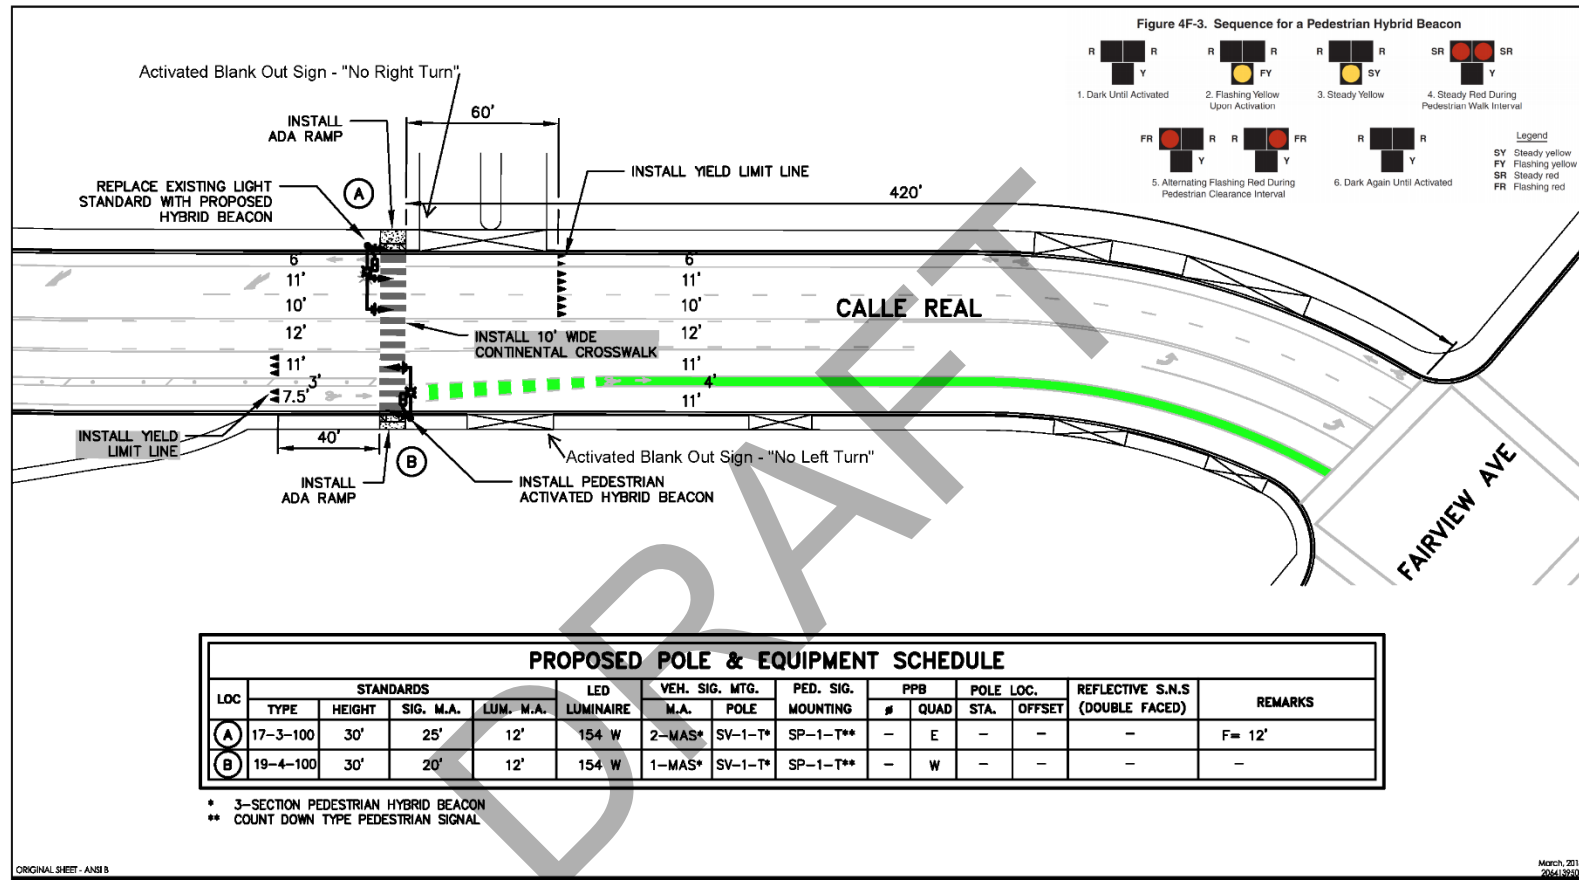 Figure 4F-3. Sequence for a Pedestrian Hybrid Beacon
R R
Y
1. Dark Until Activated
R R
FY
2. Flashing Yellow
Upon Activation
R R
SY
3. Steady Yellow
SR SR
Y
4. Steady Red During
Pedestrian Walk Interval
FR R
Y
R FR
Y
5. Alternating Flashing Red During
Pedestrian Clearance Interval
R R
Y
6. Dark Again Until Activated
Legend
SY Steady yellow
FY Flashing yellow
SR Steady red
FR Flashing red
Activated Blank Out Sign - "No Right Turn"
INSTALL
ADA RAMP
60'
INSTALL YIELD LIMIT LINE
420'
REPLACE EXISTING LIGHT
STANDARD WITH PROPOSED
HYBRID BEACON
A
6'
11'
10'
12'
11'
3'
7.5'
6'
11'
10'
12'
11'
4'
11'
CALLE REAL
INSTALL 10' WIDE
CONTINENTAL CROSSWALK
INSTALL YIELD
LIMIT LINE
40'
B
INSTALL
ADA RAMP
Activated Blank Out Sign - "No Left Turn"
INSTALL PEDESTRIAN
ACTIVATED HYBRID BEACON
FAIRVIEW AVE
DRAFT
PROPOSED POLE & EQUIPMENT SCHEDULE
LOC STANDARDS LED LUMINAIRE VEH. SIG. MTG. PED. SIG. MOUNTING PPB POLE LOC. REFLECTIVE S.N.S (DOUBLE FACED) REMARKS
TYPE HEIGHT SIG. M.A. LUM. M.A. M.A. POLE ø QUAD STA. OFFSET
A 17-3-100 30' 25' 12' 154 W 2-MAS* SV-1-T* SP-1-T** - E - - - F= 12'
B 19-4-100 30' 20' 12' 154 W 1-MAS* SV-1-T* SP-1-T** - W - - - -
* 3-SECTION PEDESTRIAN HYBRID BEACON
** COUNT DOWN TYPE PEDESTRIAN SIGNAL
ORIGINAL SHEET - ANSI B
March, 201
206413950